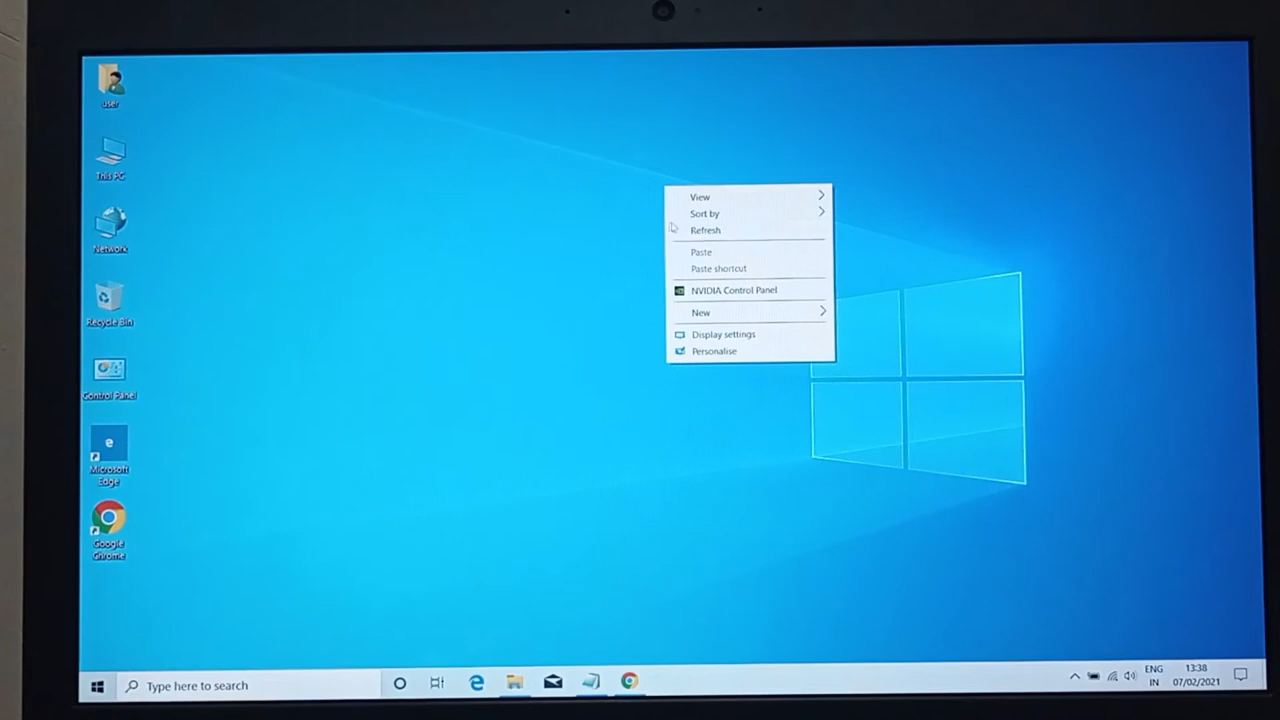 user
This PC
Network
Recycle Bin
Control Panel
Microsoft
Edge
Google
Chrome
View
Sort by
Refresh
Paste
Paste shortcut
NVIDIA Control Panel
New
Display settings
Personalise
Type here to search
ENG
IN
13:38
07/02/2021